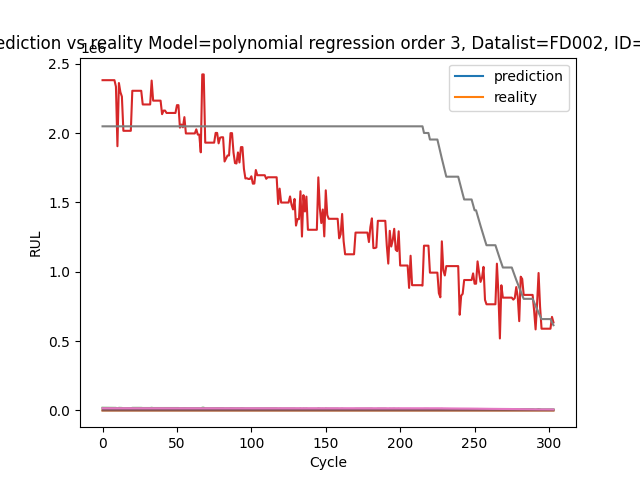 ediction vs reality Model=polynomial regression order 3, Datalist=FD002, ID=
1e6
2.5
2.0
1.5
1.0
0.5
0.0
RUL
prediction
reality
0 50 100 150 200 250 300
Cycle